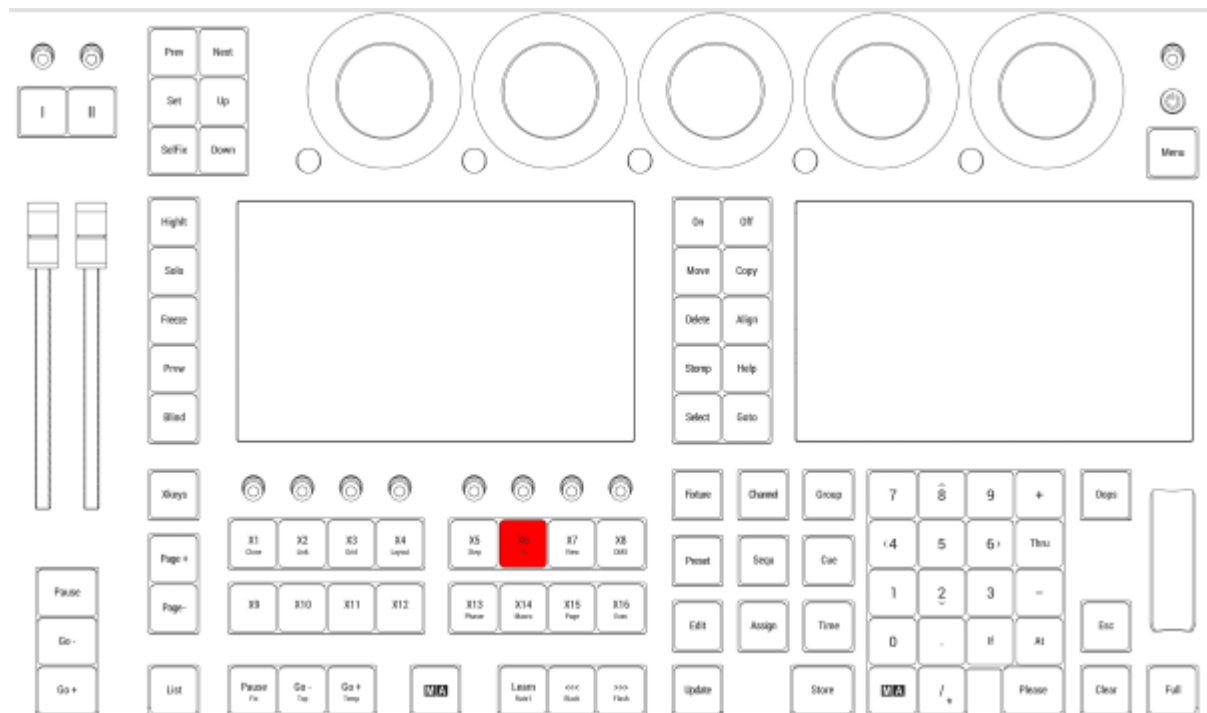 I II
Prev Next
Set Up
SelFix Down
Menu
Highlt
Solo
Freeze
Prvw
Blind
On Off
Move Copy
Delete Align
Stomp Help
Select Goto
Xkeys
Page +
Page-
X1 X2 X3 X4
Clone Link Grid Layout
X5 X6 X7 X8
Step View DMX
X9 X10 X11 X12
X13 X14 X15 X16
Phaser Macro Page Exec
Fixture Channel Group
Preset Sequ Cue
Edit Assign Time
Update Store
7 8 9 +
4 5 6 Thru
1 2 3 -
0 . If At
MA / * Please
Oops
Esc
Clear Full
Pause
Go -
Go +
List
Pause Go - Go +
Fix Top Temp
MA
Learn <<< >>>
Rate1 Black Flash